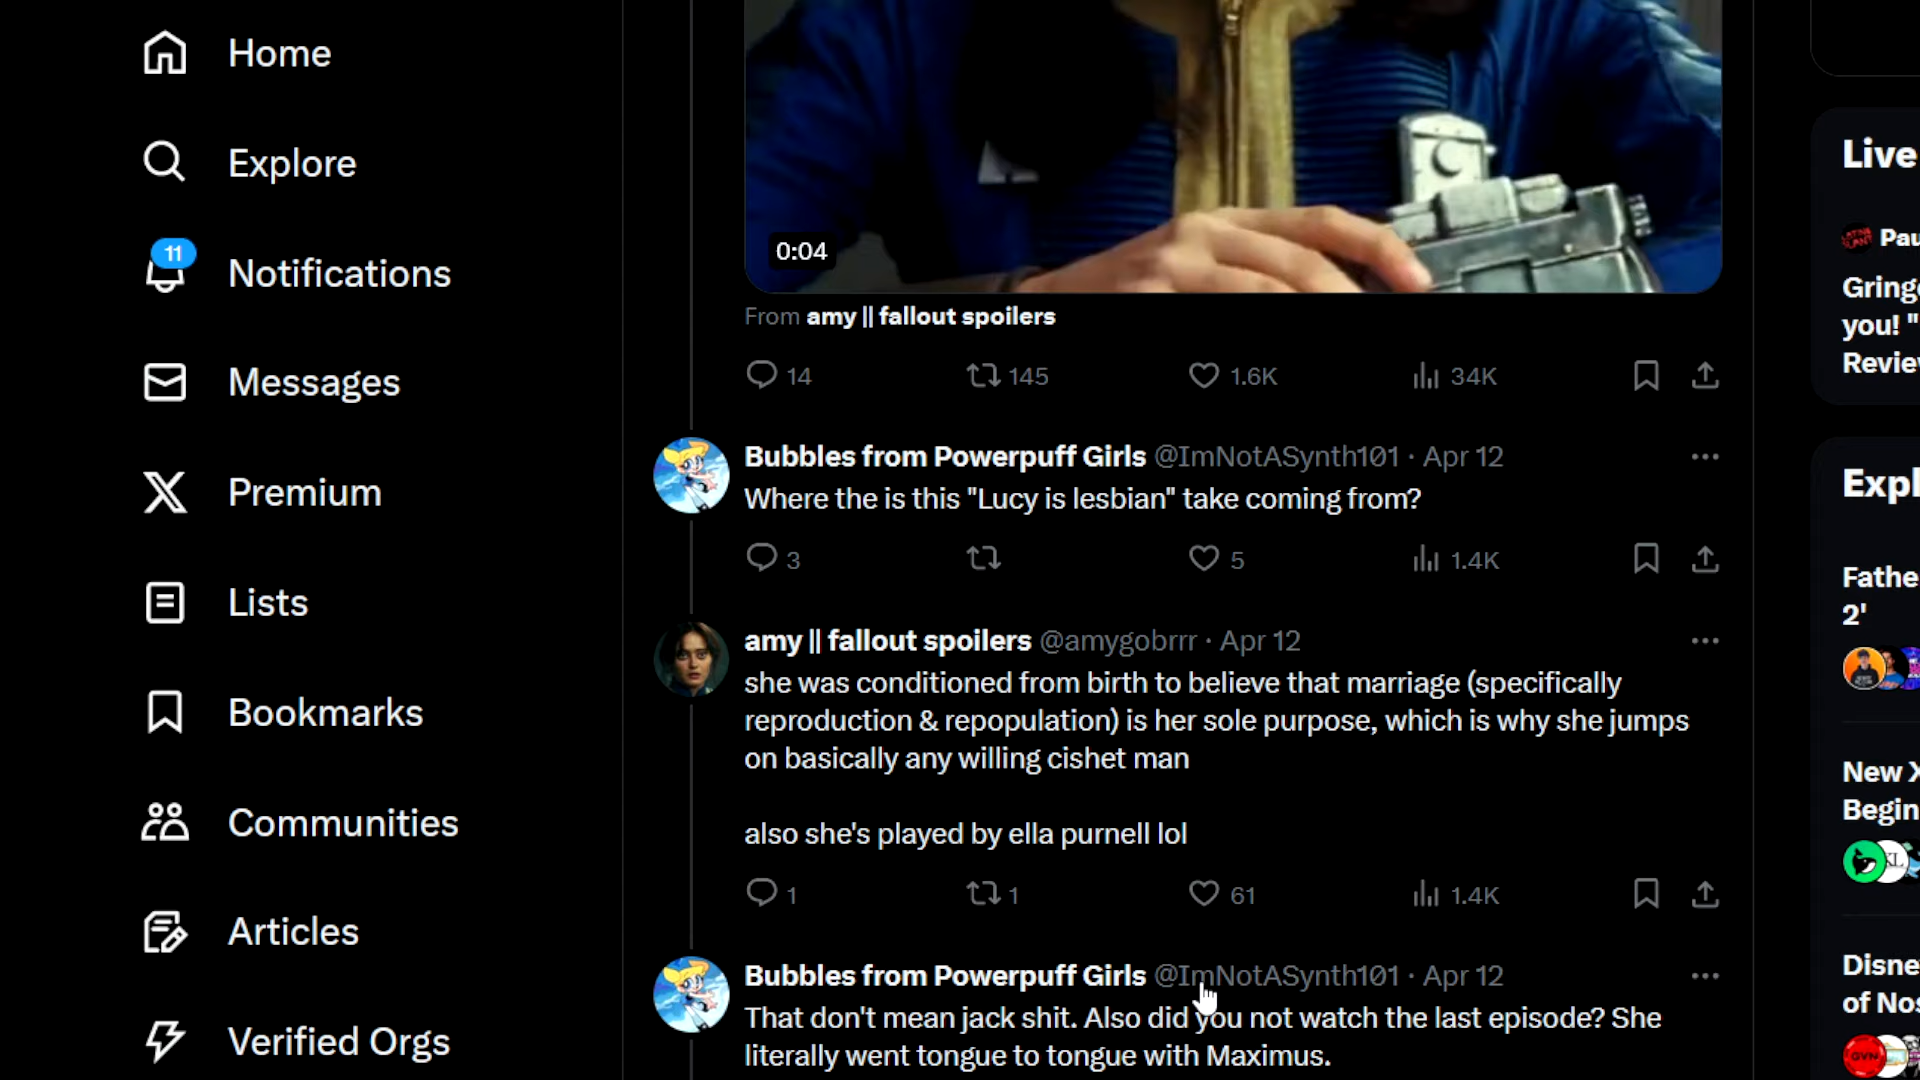 Home
Explore
11
Notifications
Messages
Premium
Lists
Bookmarks
Communities
Articles
Verified Orgs
0:04
From amy || fallout spoilers
14 145 1.6K 34K
Bubbles from Powerpuff Girls @ImNotASynth101 · Apr 12
Where the is this "Lucy is lesbian" take coming from?
3 5 1.4K
amy || fallout spoilers @amygobrrr · Apr 12
she was conditioned from birth to believe that marriage (specifically
reproduction & repopulation) is her sole purpose, which is why she jumps
on basically any willing cishet man
also she's played by ella purnell lol
1 1 61 1.4K
Bubbles from Powerpuff Girls @ImNotASynth101 · Apr 12
That don't mean jack shit. Also did you not watch the last episode? She
literally went tongue to tongue with Maximus.
Live
Pau
Gring
you! "
Revie
Expl
Fathe
2'
New X
Begin
Disne
of Nos